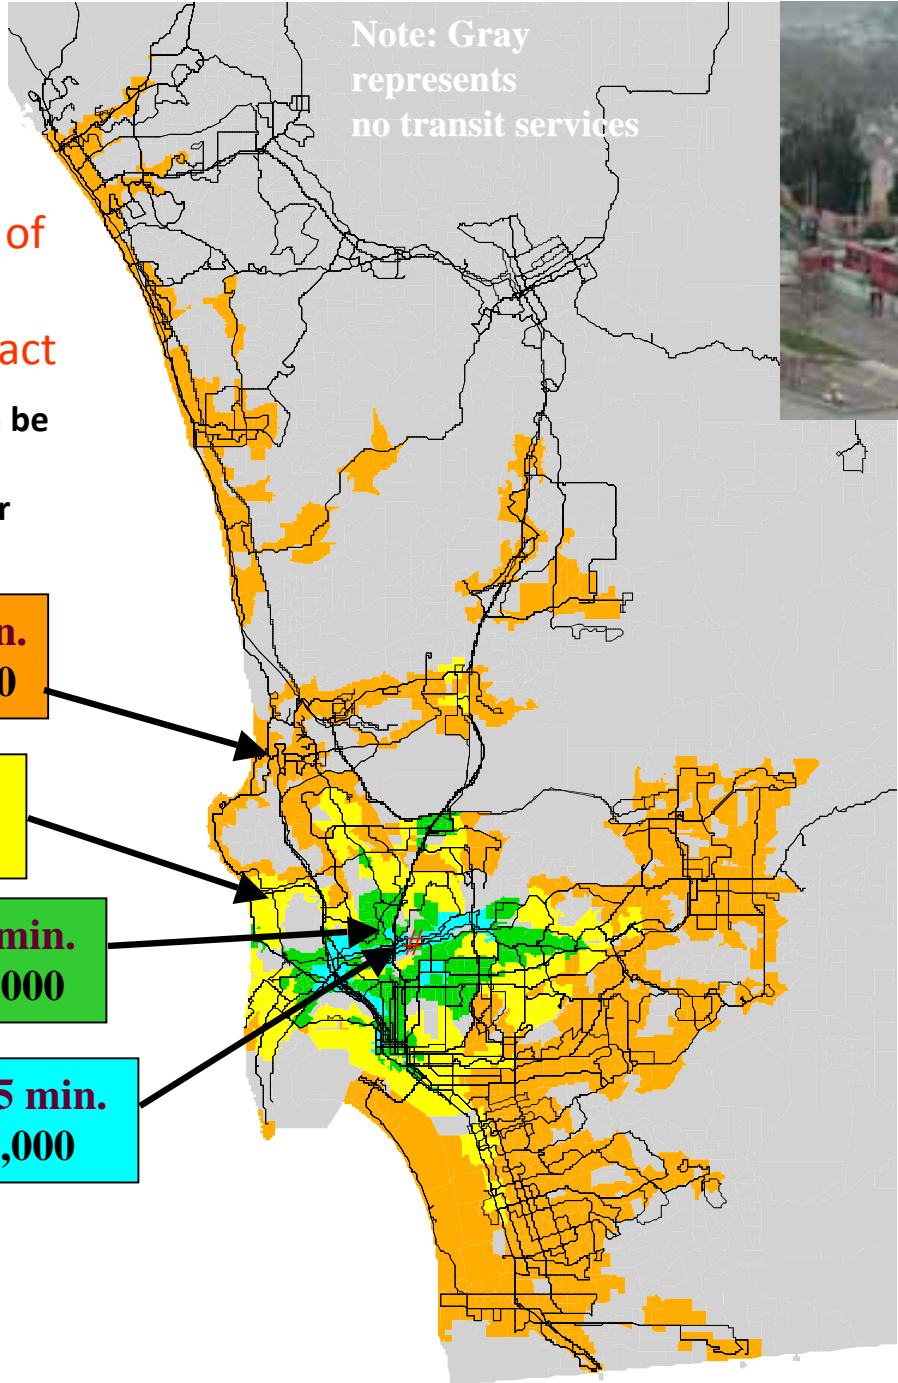 Note: Gray
represents
no transit services
of
act
be
r
n.
0
min.
000
5 min.
,000
#